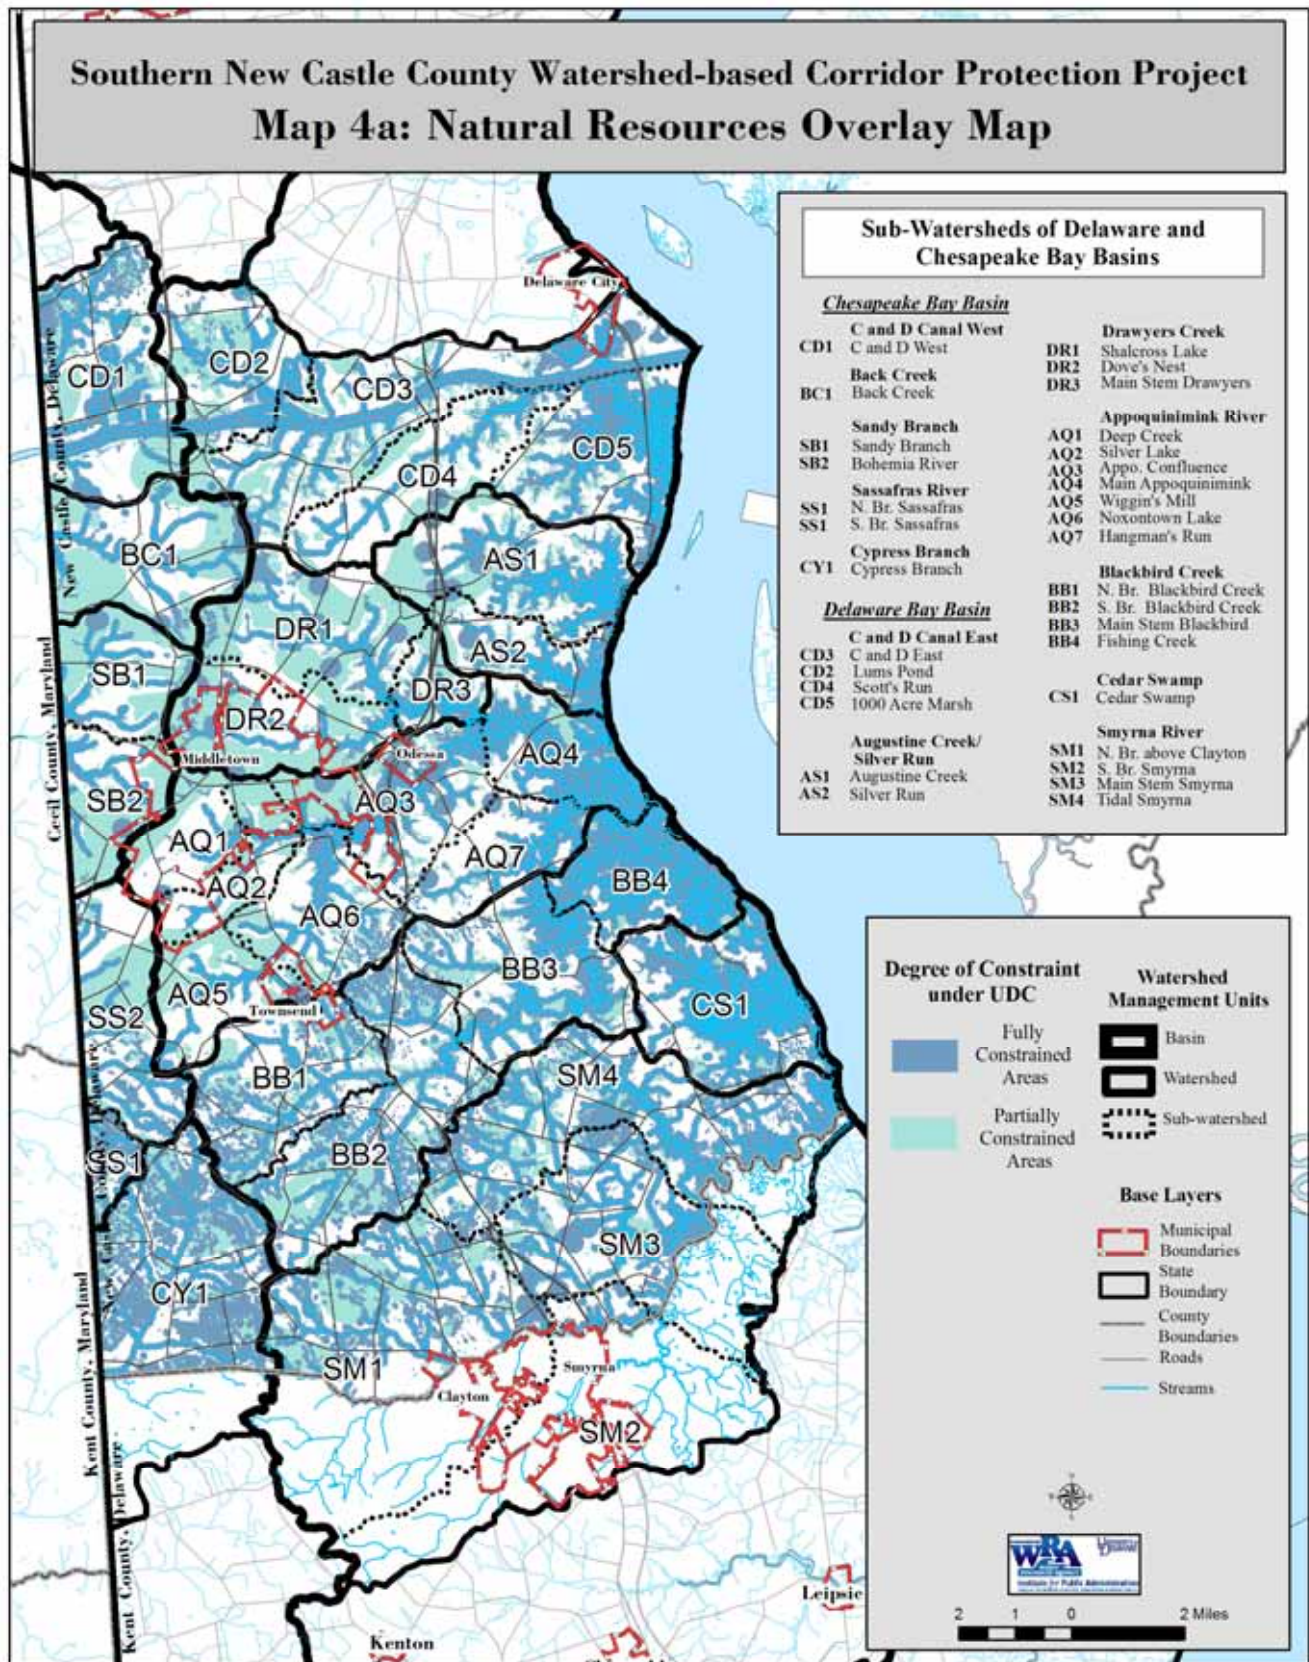 Southern New Castle County Watershed-based Corridor Protection Project
Map 4a: Natural Resources Overlay Map
Sub-Watersheds of Delaware and
Chesapeake Bay Basins
Chesapeake Bay Basin
C and D Canal West
CD1 C and D West
Back Creek
BC1 Back Creek
Sandy Branch
SB1 Sandy Branch
SB2 Bohemia River
Sassafras River
SS1 N. Br. Sassafras
SS1 S. Br. Sassafras
Cypress Branch
CY1 Cypress Branch
Delaware Bay Basin
C and D Canal East
CD3 C and D East
CD2 Lums Pond
CD4 Scott's Run
CD5 1000 Acre Marsh
Augustine Creek/
Silver Run
AS1 Augustine Creek
AS2 Silver Run
Drawyers Creek
DR1 Shalcross Lake
DR2 Dove's Nest
DR3 Main Stem Drawyers
Appoquinimink River
AQ1 Deep Creek
AQ2 Silver Lake
AQ3 Appo. Confluence
AQ4 Main Appoquinimink
AQ5 Wiggin's Mill
AQ6 Noxontown Lake
AQ7 Hangman's Run
Blackbird Creek
BB1 N. Br. Blackbird Creek
BB2 S. Br. Blackbird Creek
BB3 Main Stem Blackbird
BB4 Fishing Creek
Cedar Swamp
CS1 Cedar Swamp
Smyrna River
SM1 N. Br. above Clayton
SM2 S. Br. Smyrna
SM3 Main Stem Smyrna
SM4 Tidal Smyrna
Delaware City
CD1
CD2
CD3
CD4
CD5
BC1
AS1
DR1
AS2
SB1
DR3
DR2
Middletown
Odessa
AQ4
SB2
AQ3
AQ1
AQ7
AQ2
BB4
AQ6
BB3
AQ5
CS1
Townsend
SS2
BB1
SM4
BB2
SS1
SM3
CY1
SM1
Smyrna
Clayton
SM2
Leipsic
Kenton
New Castle County, Delaware
Cecil County, Maryland
New Castle County, Delaware
Kent County, Maryland
Kent County, Delaware
Degree of Constraint
under UDC
Fully
Constrained
Areas
Partially
Constrained
Areas
Watershed
Management Units
Basin
Watershed
Sub-watershed
Base Layers
Municipal
Boundaries
State
Boundary
County
Boundaries
Roads
Streams
WRA
Institute for Public Administration
2 1 0 2 Miles